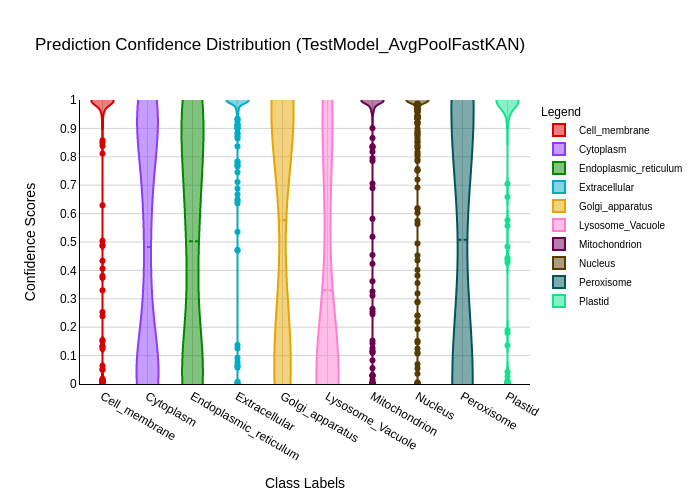 Prediction Confidence Distribution (TestModel_AvgPoolFastKAN)
Confidence Scores
1
0.9
0.8
0.7
0.6
0.5
0.4
0.3
0.2
0.1
0
Cell_membrane
Cytoplasm
Endoplasmic_reticulum
Extracellular
Golgi_apparatus
Lysosome_Vacuole
Mitochondrion
Nucleus
Peroxisome
Plastid
Class Labels
Legend
Cell_membrane
Cytoplasm
Endoplasmic_reticulum
Extracellular
Golgi_apparatus
Lysosome_Vacuole
Mitochondrion
Nucleus
Peroxisome
Plastid